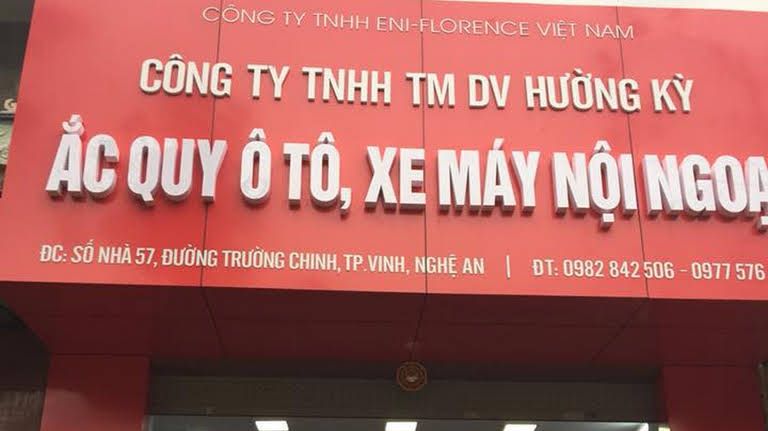 CÔNG TY TNHH ENI-FLORENCE VIỆT NAM
CÔNG TY TNHH TM DV HƯỜNG KỲ
ẮC QUY Ô TÔ, XE MÁY NỘI NGOẠ
ĐC: SỐ NHÀ 57, ĐƯỜNG TRƯỜNG CHINH, TP.VINH, NGHỆ AN | ĐT: 0982 842 506 - 0977 576